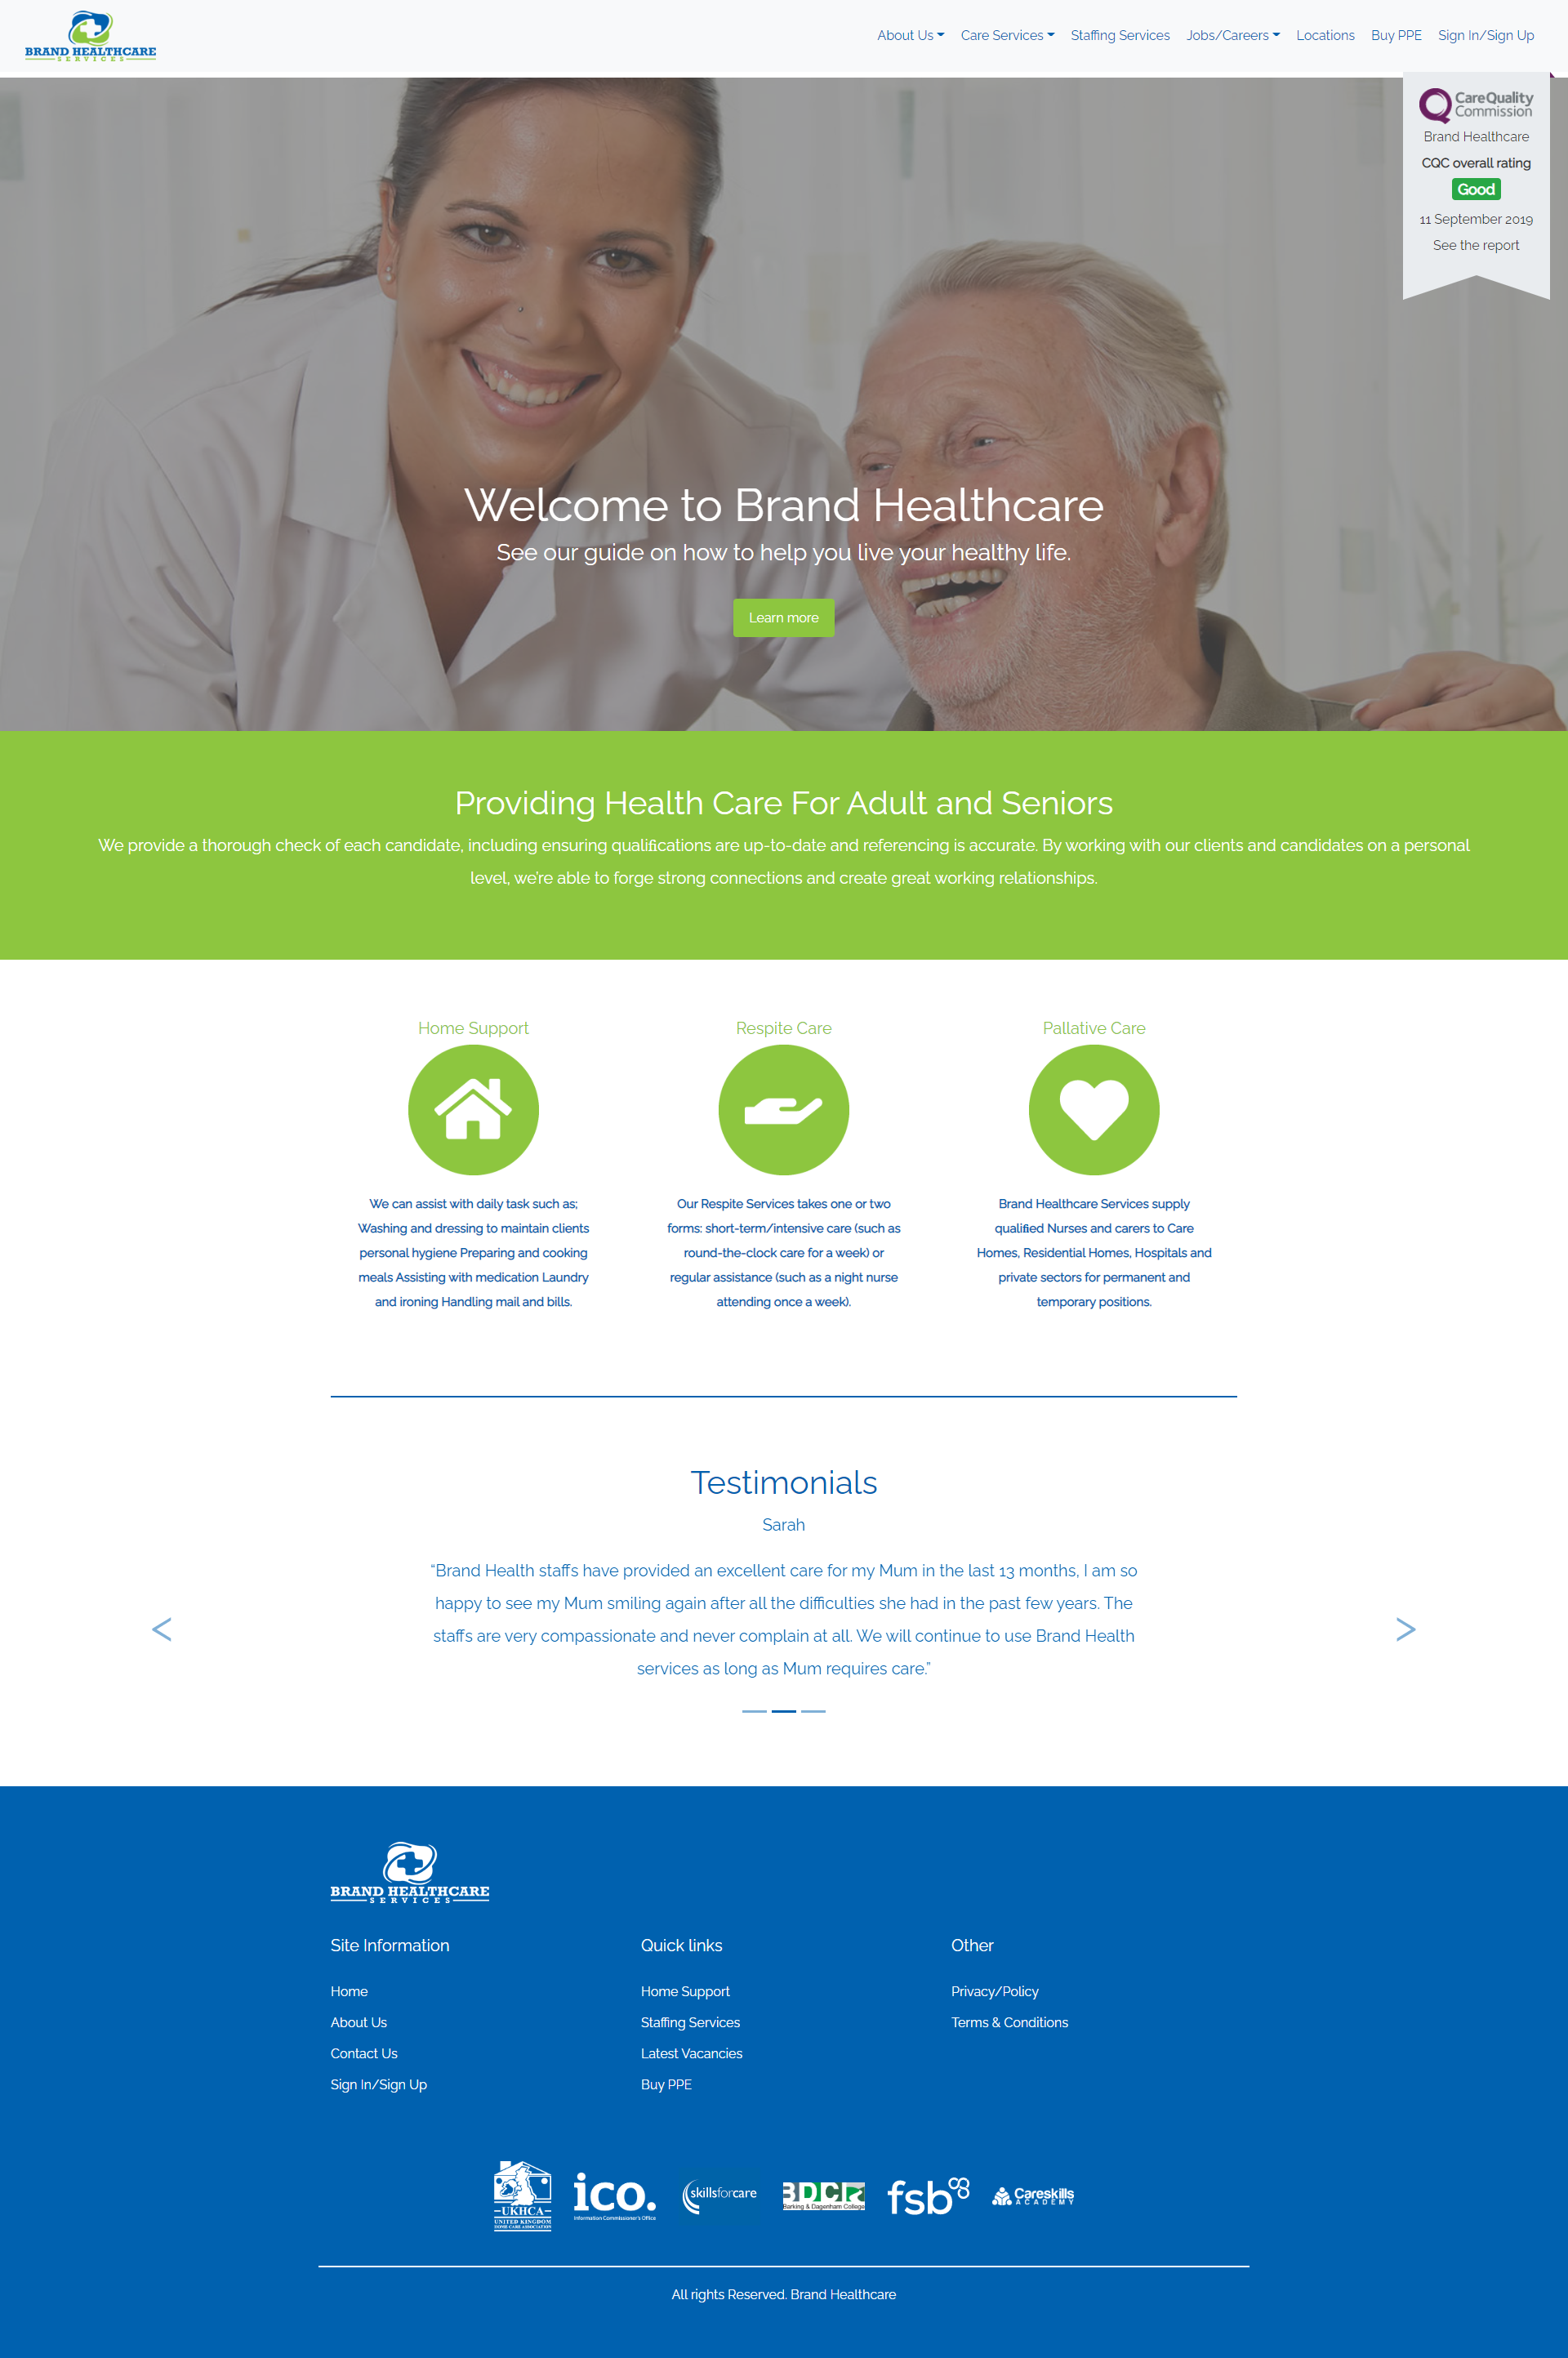 BRAND HEALTHCARE
SERVICES
About Us Care Services Staffing Services Jobs/Careers Locations Buy PPE Sign In/Sign Up
CareQuality
Commission
Brand Healthcare
CQC overall rating
Good
11 September 2019
See the report
Welcome to Brand Healthcare
See our guide on how to help you live your healthy life.
Learn more
Providing Health Care For Adult and Seniors
We provide a thorough check of each candidate, including ensuring qualifications are up-to-date and referencing is accurate. By working with our clients and candidates on a personal
level, we're able to forge strong connections and create great working relationships.
Home Support
We can assist with daily task such as;
Washing and dressing to maintain clients
personal hygiene Preparing and cooking
meals Assisting with medication Laundry
and ironing Handling mail and bills.
Respite Care
Our Respite Services takes one or two
forms: short-term/intensive care (such as
round-the-clock care for a week) or
regular assistance (such as a night nurse
attending once a week).
Pallative Care
Brand Healthcare Services supply
qualified Nurses and carers to Care
Homes, Residential Homes, Hospitals and
private sectors for permanent and
temporary positions.
Testimonials
Sarah
“Brand Health staffs have provided an excellent care for my Mum in the last 13 months, I am so
happy to see my Mum smiling again after all the difficulties she had in the past few years. The
staffs are very compassionate and never complain at all. We will continue to use Brand Health
services as long as Mum requires care.”
< >
BRAND HEALTHCARE
SERVICES
Site Information
Home
About Us
Contact Us
Sign In/Sign Up
Quick links
Home Support
Staffing Services
Latest Vacancies
Buy PPE
Other
Privacy/Policy
Terms & Conditions
UKHCA
UNITED KINGDOM
HOME CARE ASSOCIATION
ico.
Information Commissioner's Office
skillsforcare
BDCP
Barking & Dagenham College
fsb
Careskills
ACADEMY
All rights Reserved. Brand Healthcare